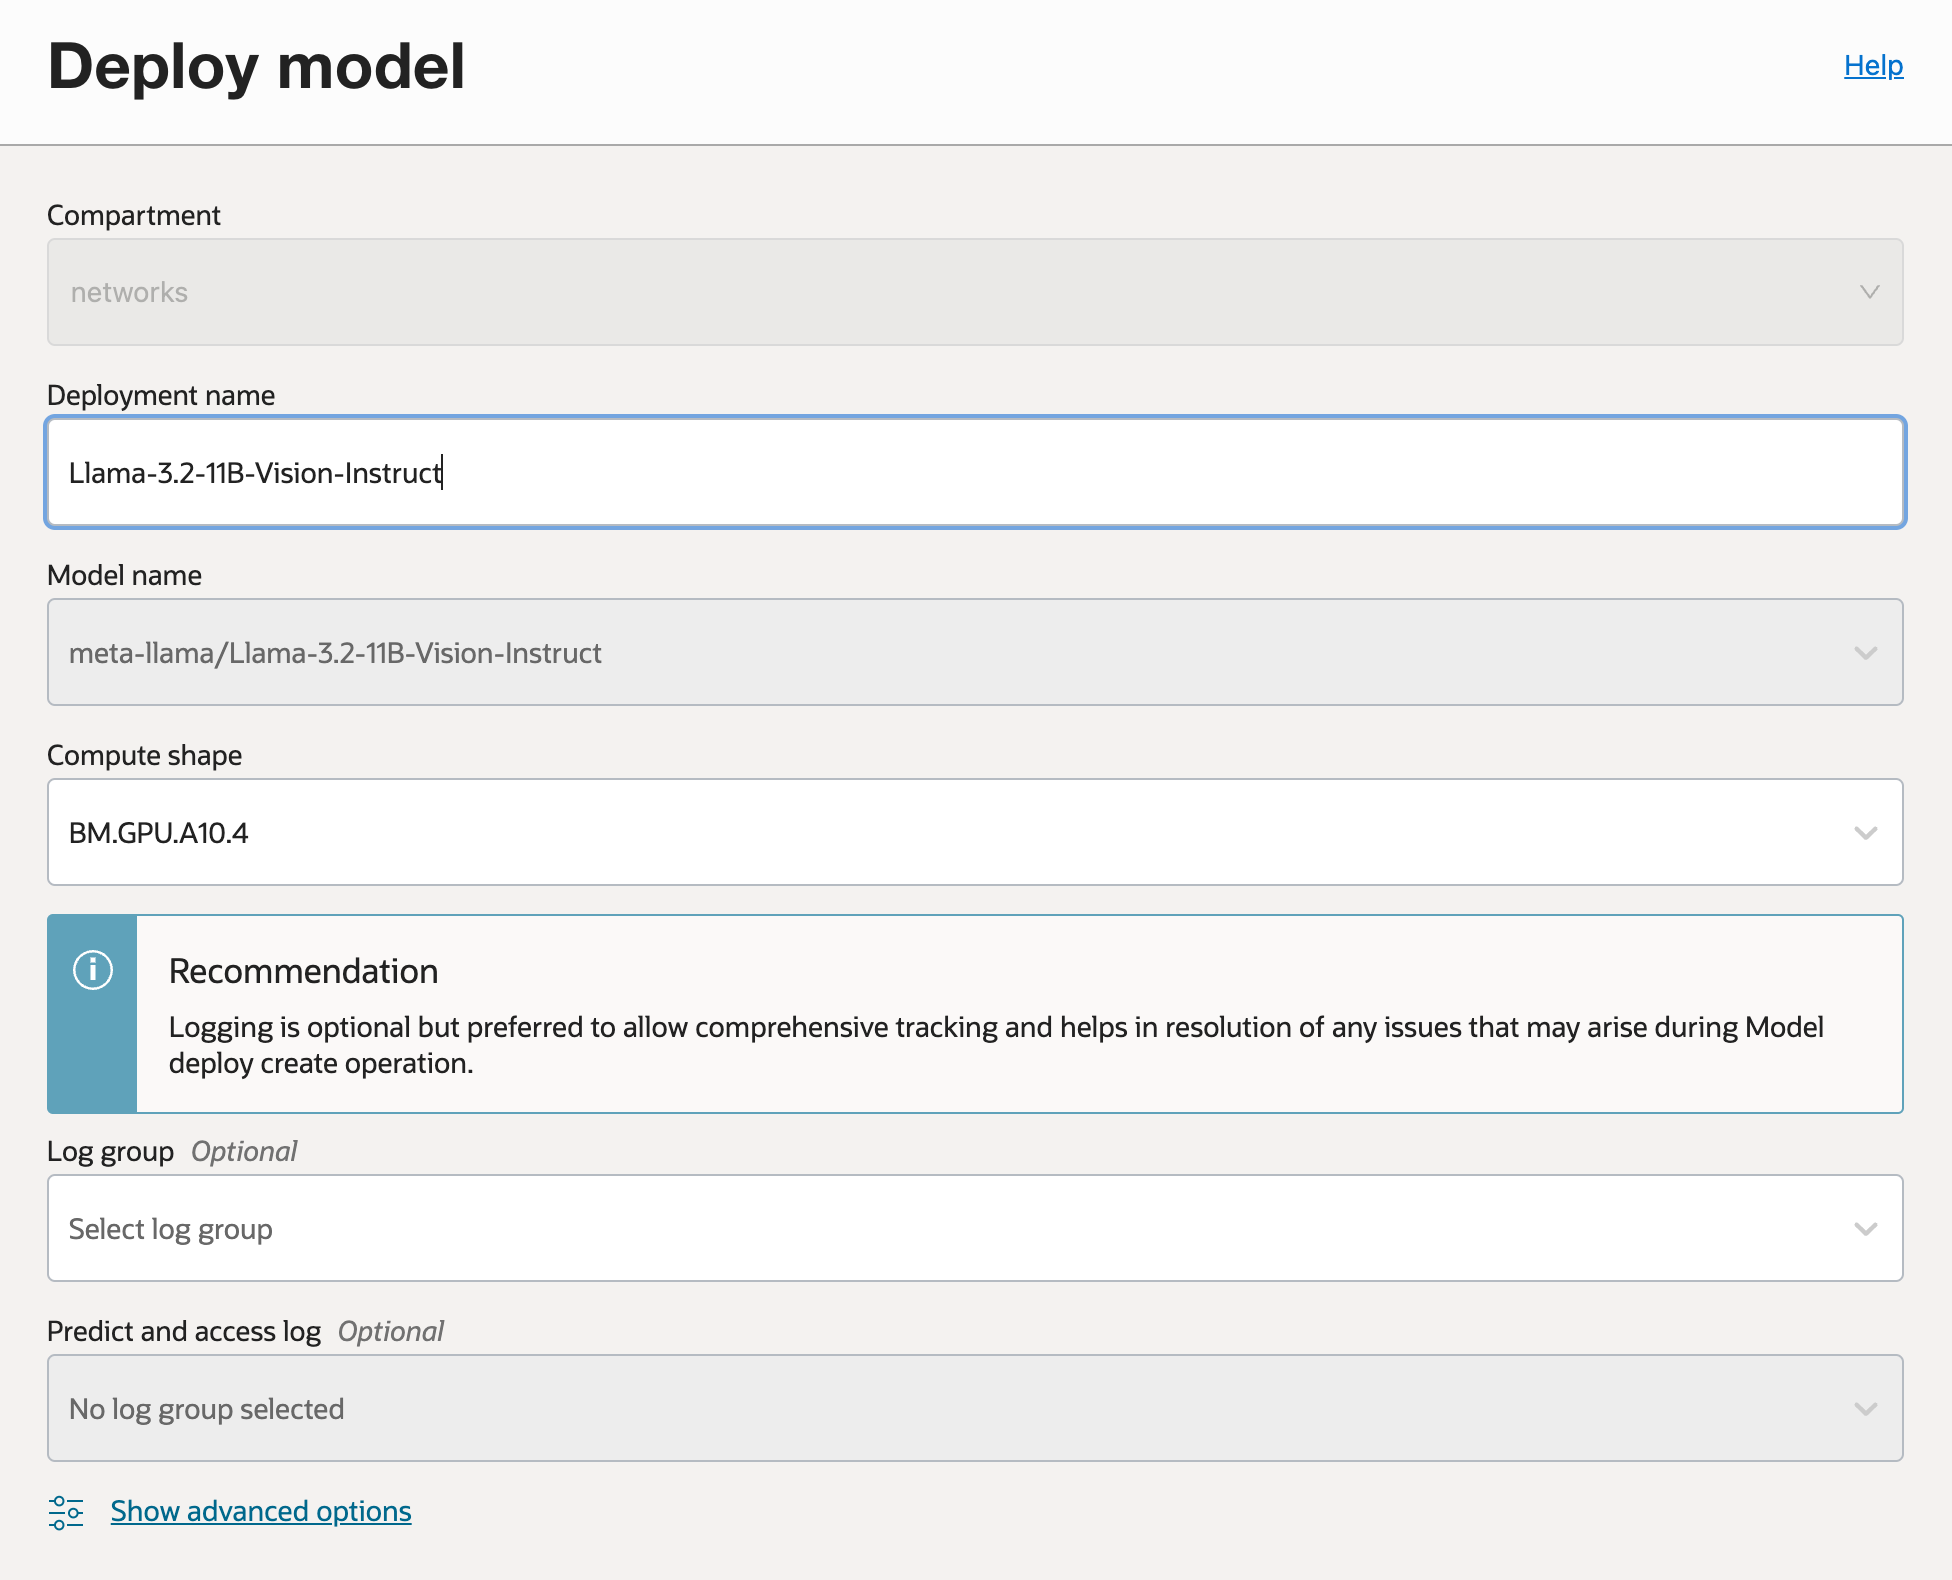 Deploy model
Help
Compartment
networks
Deployment name
Llama-3.2-11B-Vision-Instruct
Model name
meta-llama/Llama-3.2-11B-Vision-Instruct
Compute shape
BM.GPU.A10.4
Recommendation
Logging is optional but preferred to allow comprehensive tracking and helps in resolution of any issues that may arise during Model
deploy create operation.
Log group Optional
Select log group
Predict and access log Optional
No log group selected
Show advanced options